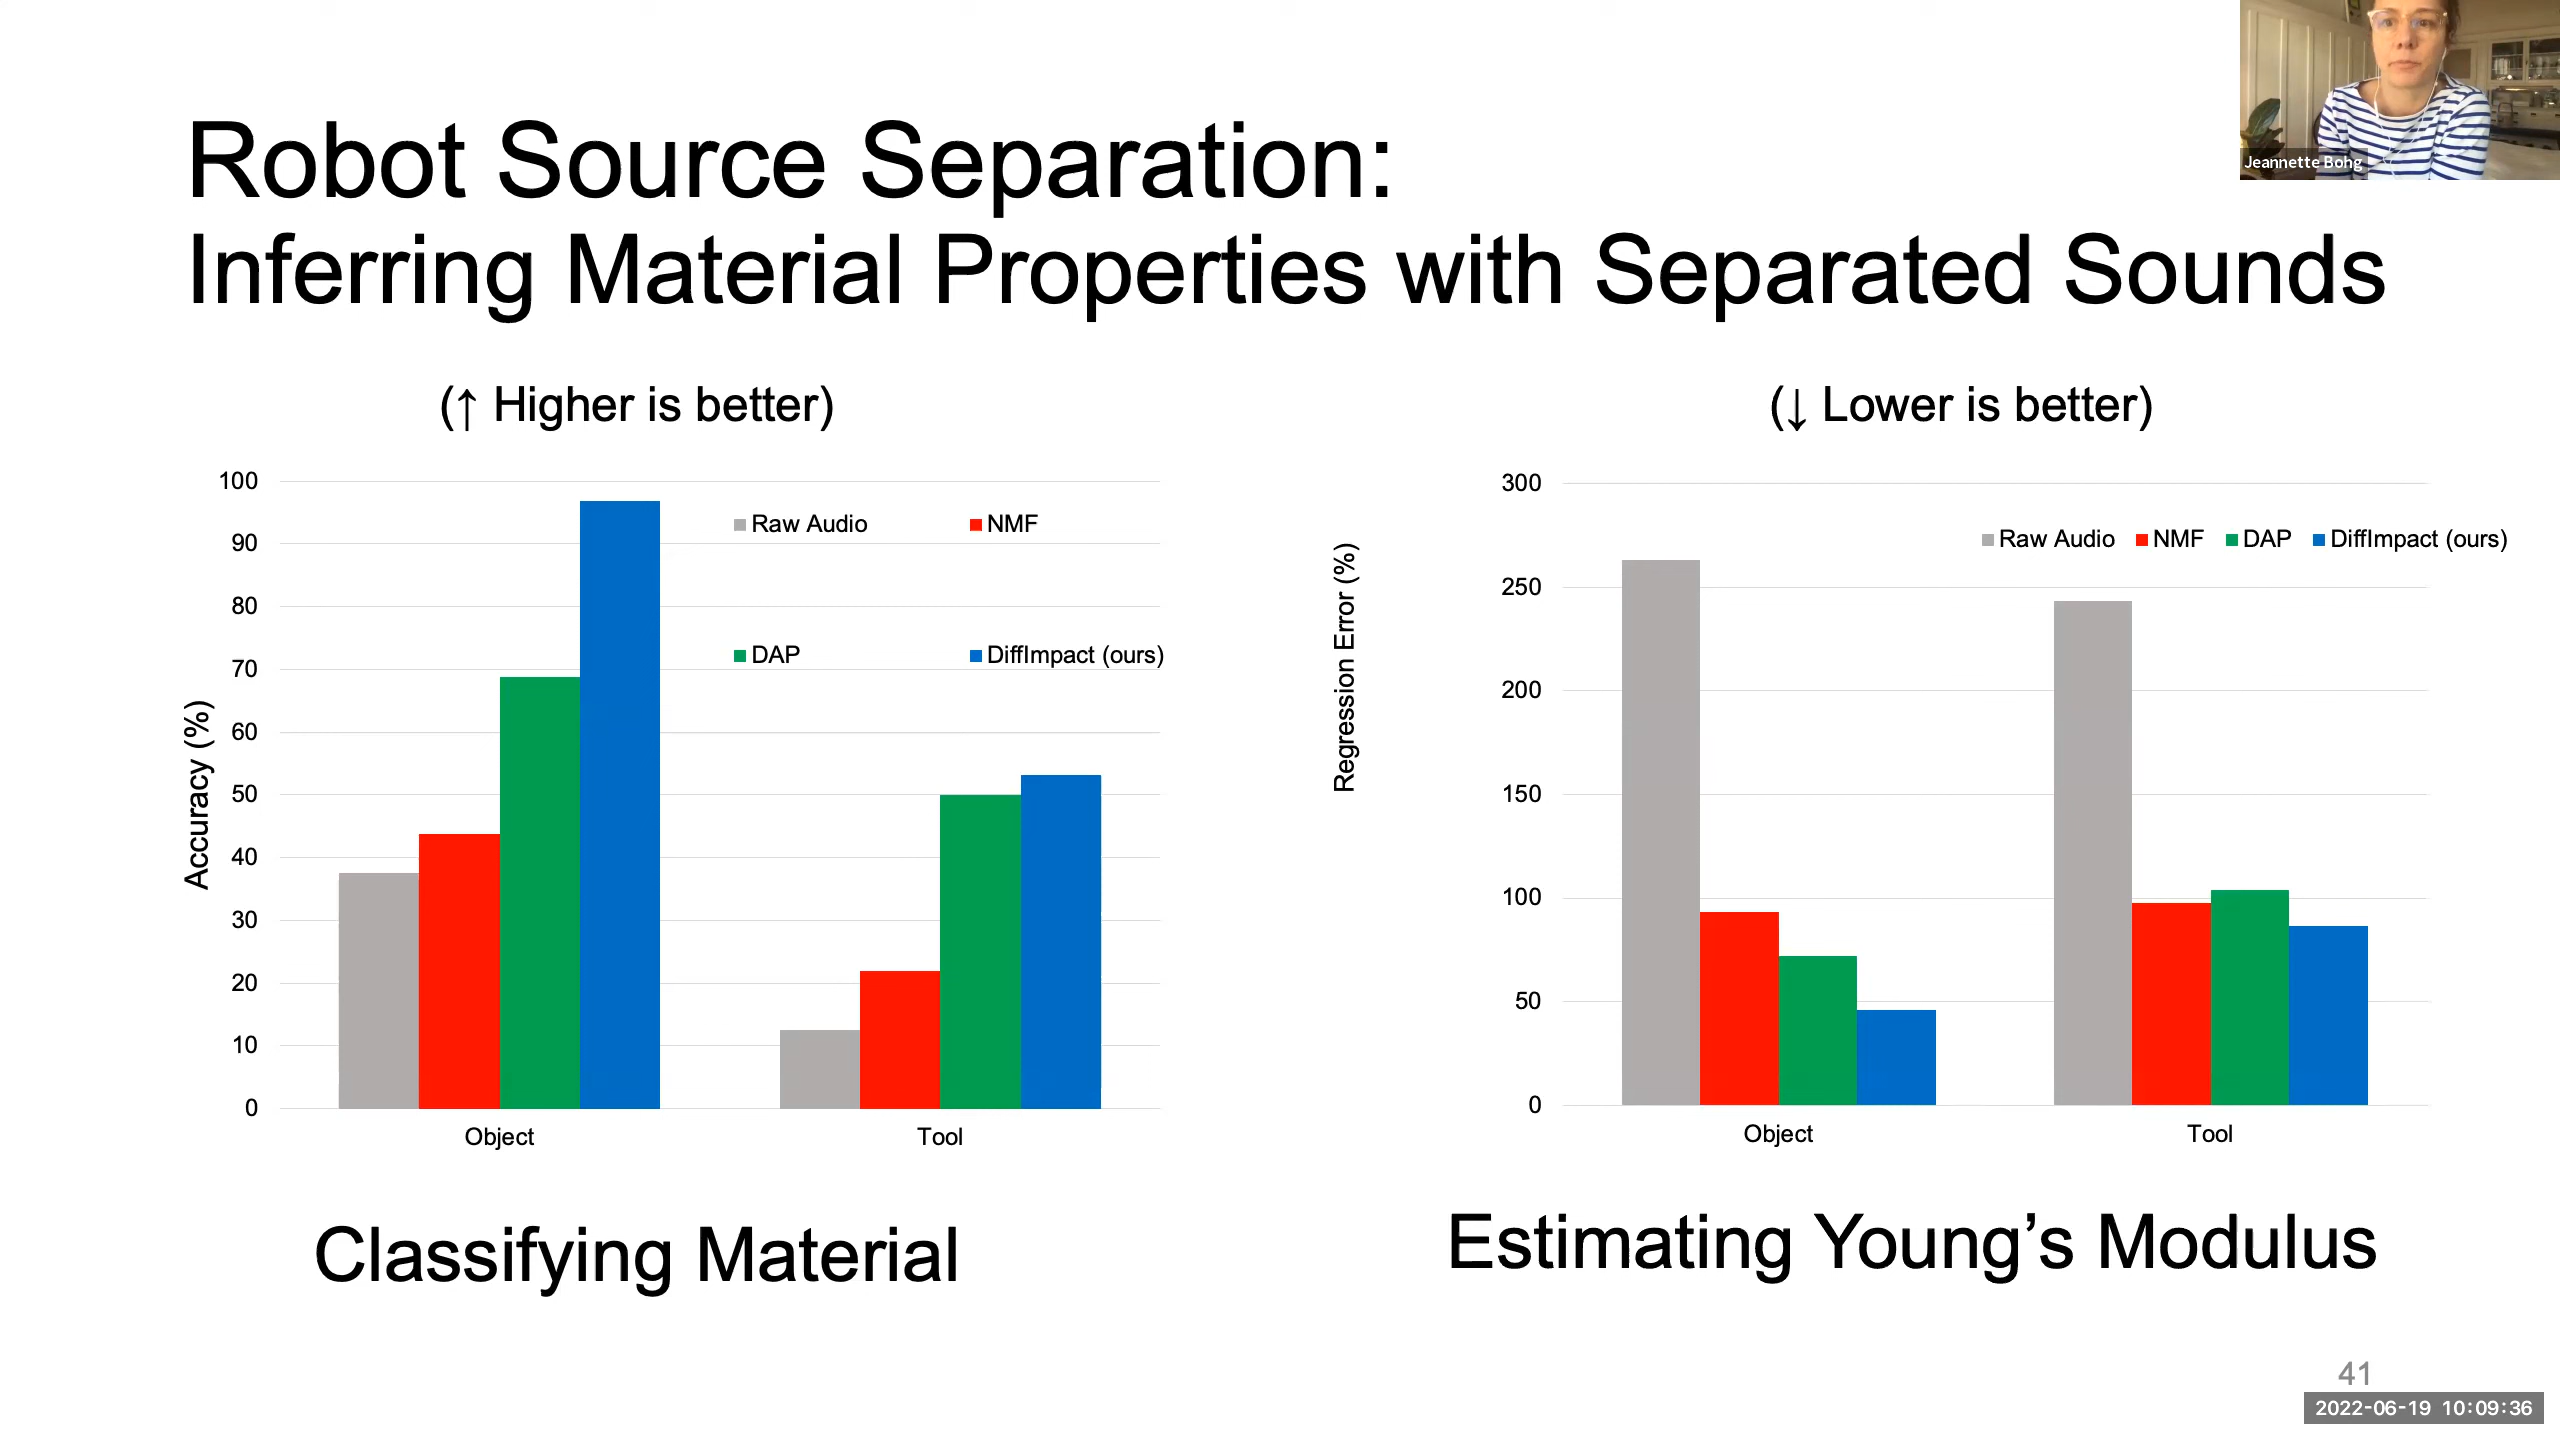 Jeannette Bohg
Robot Source Separation:
Inferring Material Properties with Separated Sounds
(↑ Higher is better)
Accuracy (%)
100
90
80
70
60
50
40
30
20
10
0
Raw Audio
NMF
DAP
DiffImpact (ours)
Object
Tool
Classifying Material
(↓ Lower is better)
Regression Error (%)
300
250
200
150
100
50
0
Raw Audio NMF DAP DiffImpact (ours)
Object
Tool
Estimating Young’s Modulus
41
2022-06-19 10:09:36